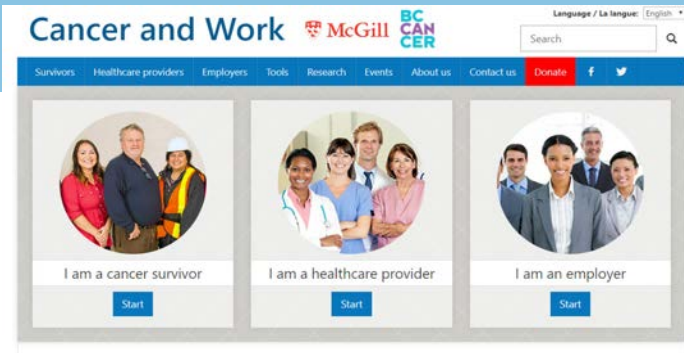 Language / La langue: English
Cancer and Work McGill BC CAN CER
Search
Survivors Healthcare providers Employers Tools Research Events About us Contact us Donate f
I am a cancer survivor I am a healthcare provider I am an employer
Start Start Start